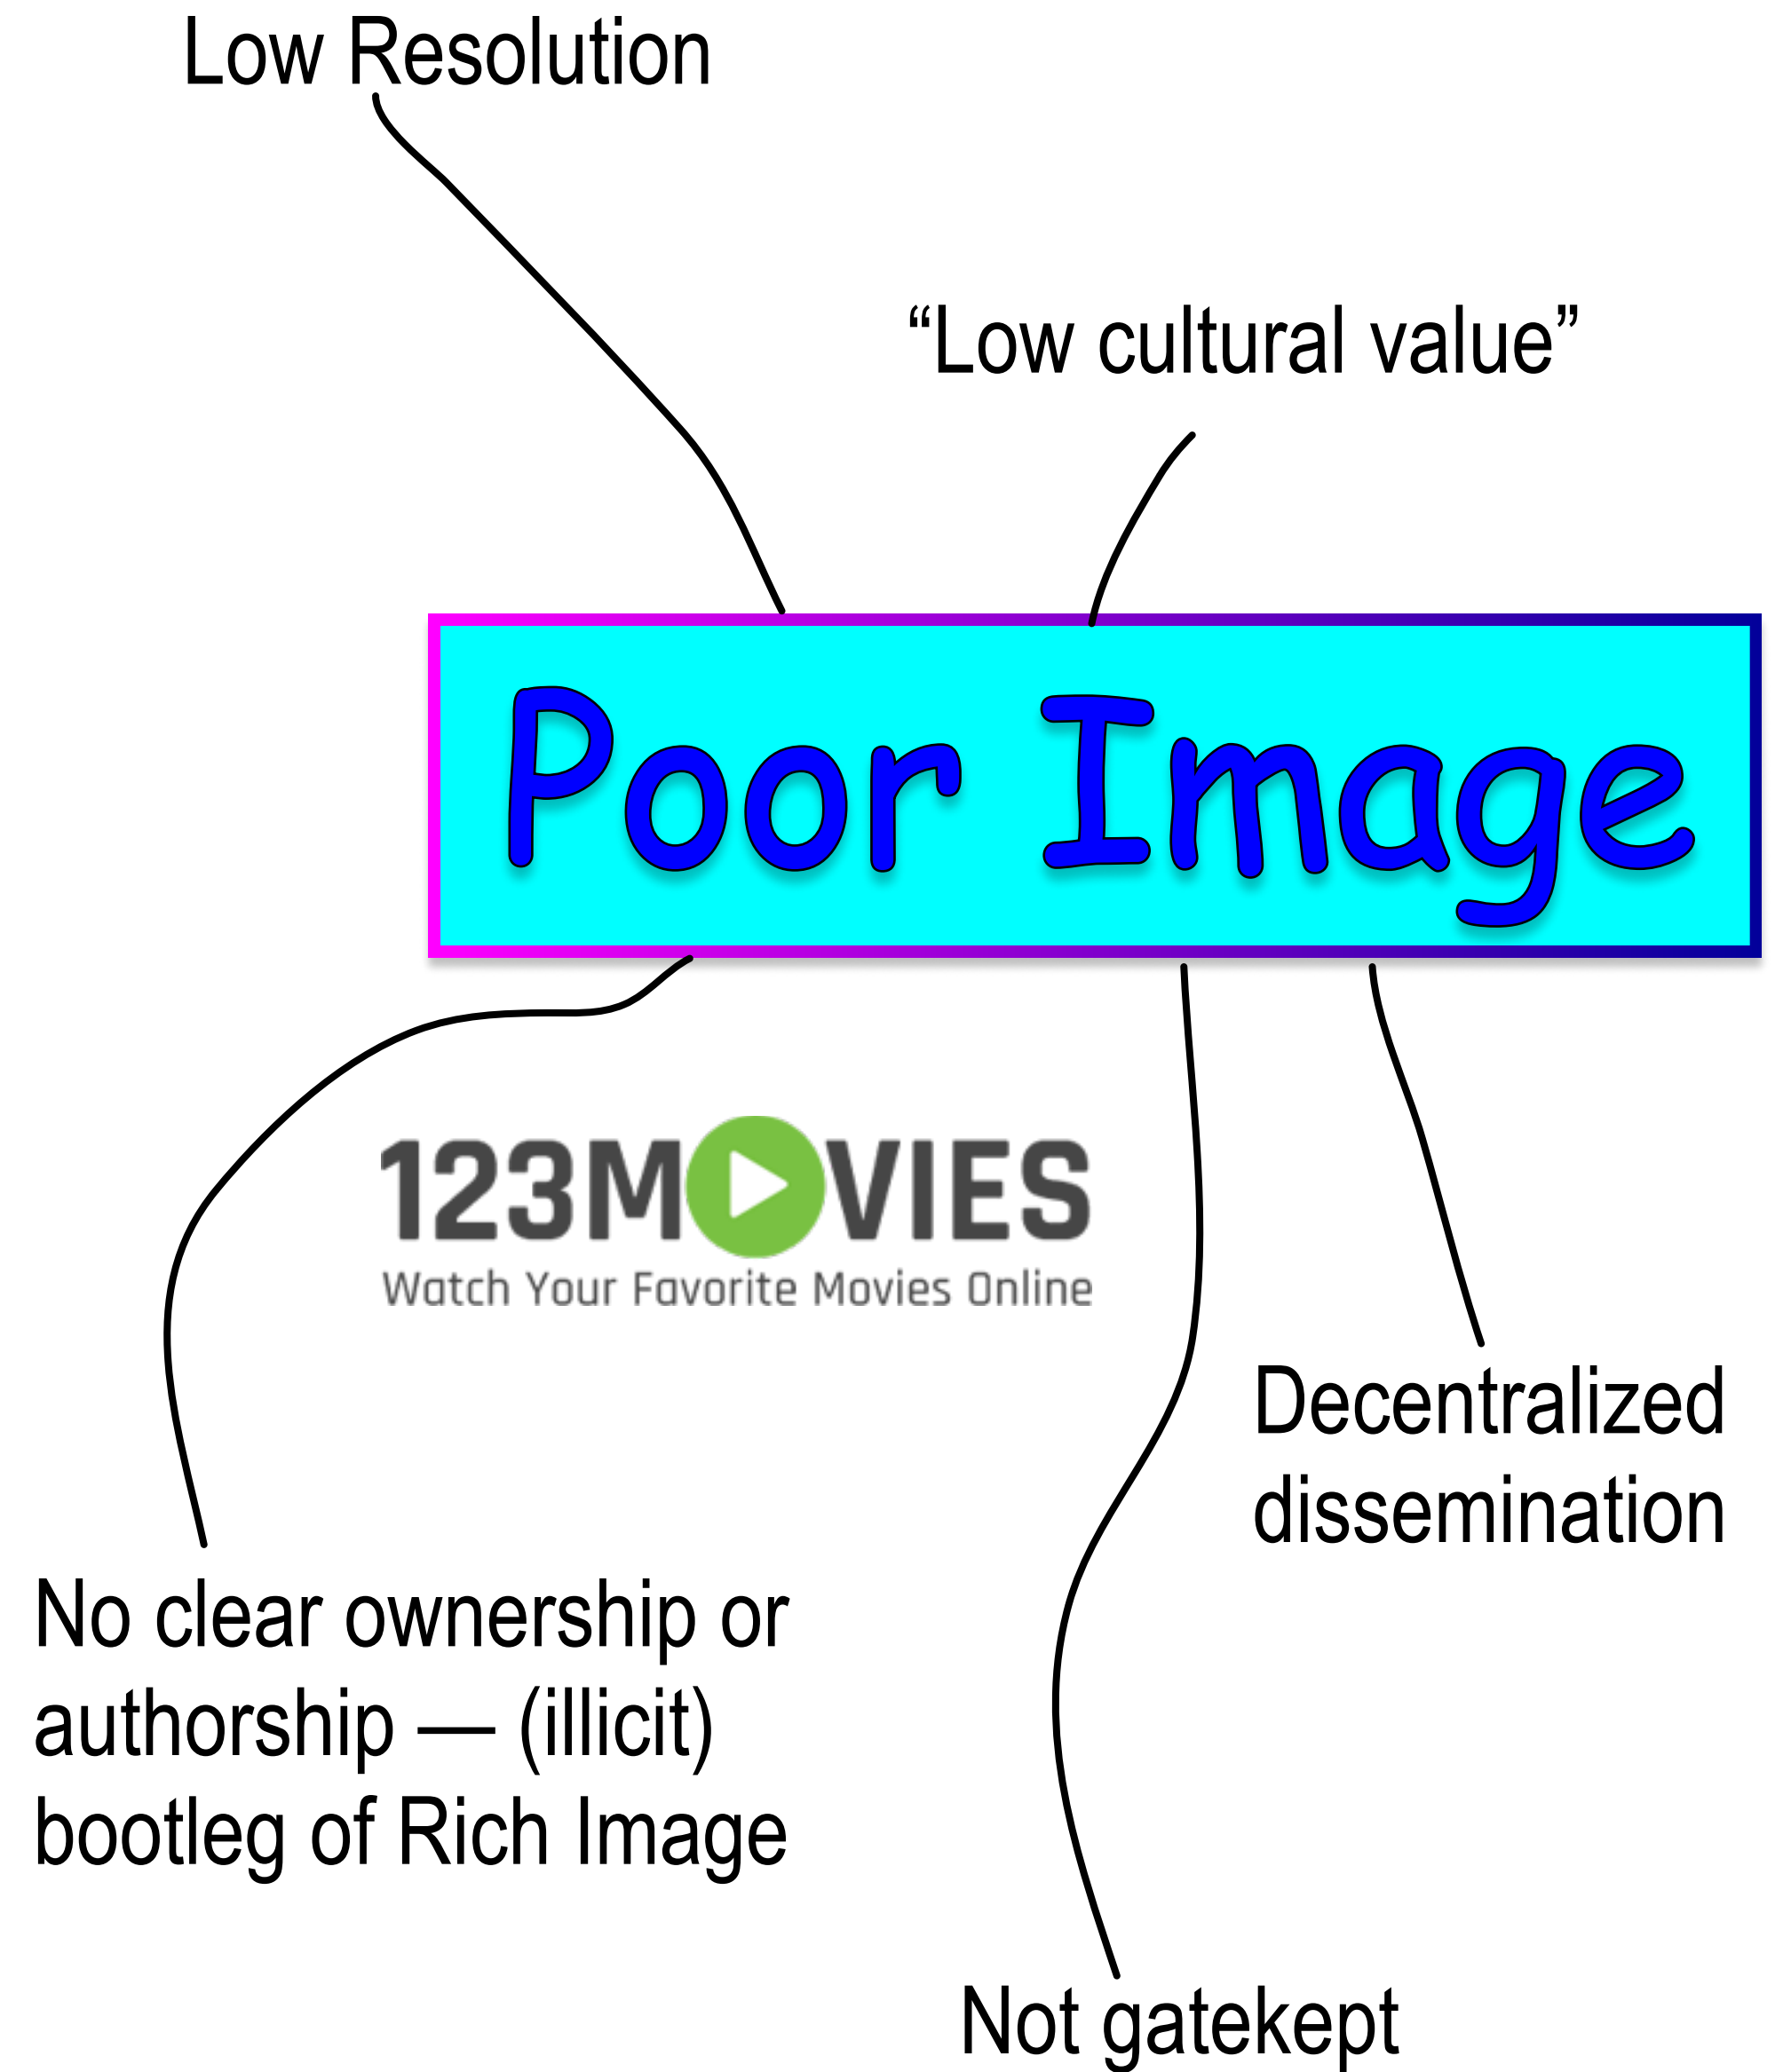 Low Resolution
“Low cultural value”
Poor Image
123MOVIES
Watch Your Favorite Movies Online
Decentralized
dissemination
No clear ownership or
authorship — (illicit)
bootleg of Rich Image
Not gatekept